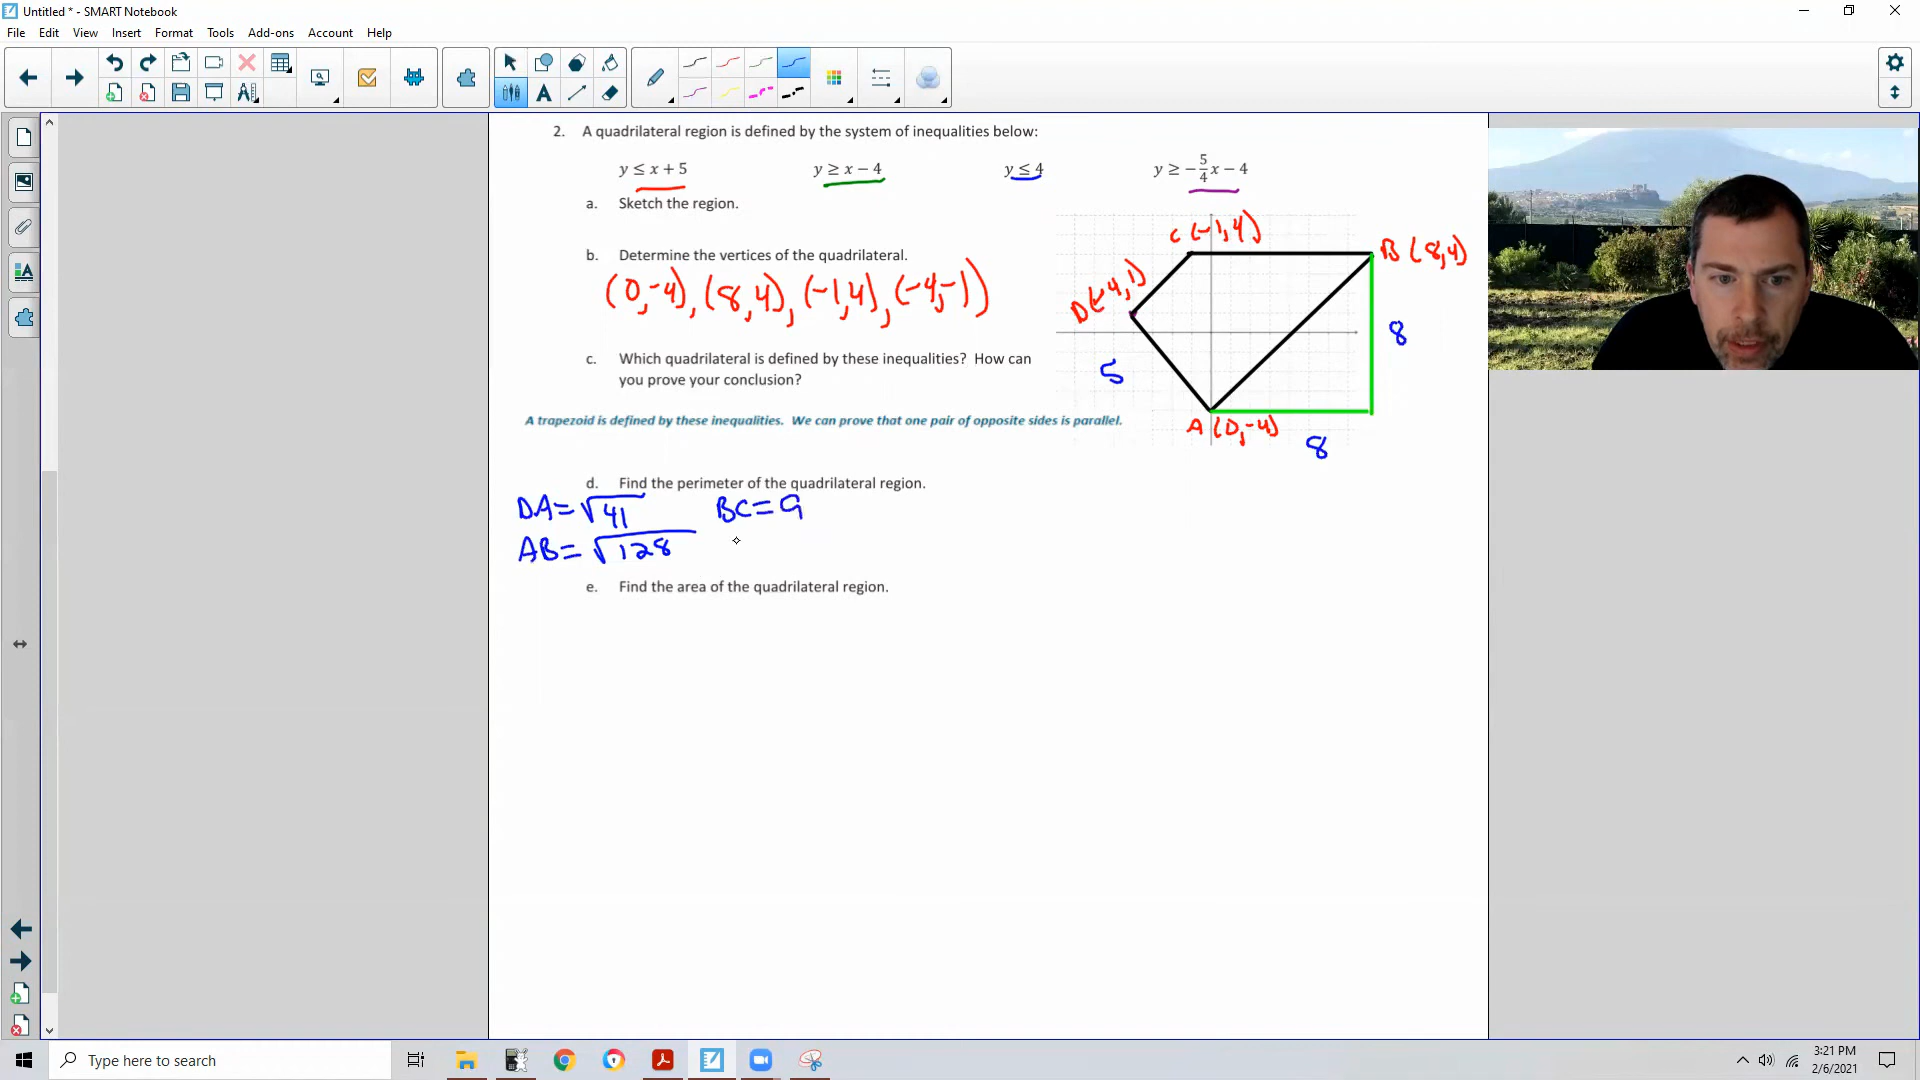 Untitled * - SMART Notebook
File Edit View Insert Format Tools Add-ons Account Help
2. A quadrilateral region is defined by the system of inequalities below:
y ≤ x + 5 y ≥ x − 4 y ≤ 4 y ≥ −5/4x − 4
a. Sketch the region.
C (-1,4)
B (8,4)
b. Determine the vertices of the quadrilateral.
D(-4,1)
(0,-4), (8,4), (-1,4), (-4,-1)
8
c. Which quadrilateral is defined by these inequalities? How can
you prove your conclusion?
5
A trapezoid is defined by these inequalities. We can prove that one pair of opposite sides is parallel.
A (0,-4)
8
d. Find the perimeter of the quadrilateral region.
DA= √41 BC= 9
AB= √128
e. Find the area of the quadrilateral region.
Type here to search
3:21 PM
2/6/2021